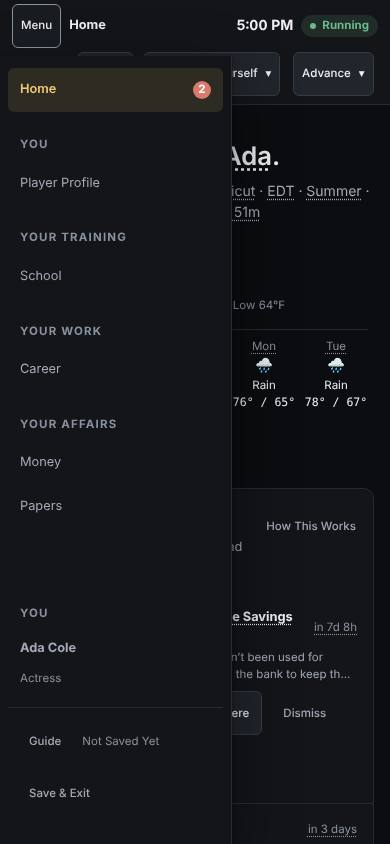 Menu Home 5:00 PM Running
rself ▾ Advance ▾
Home 2
YOU
Player Profile
YOUR TRAINING
School
YOUR WORK
Career
YOUR AFFAIRS
Money
Papers
YOU
Ada Cole
Actress
Guide Not Saved Yet
Save & Exit
Ada.
icut · EDT · Summer ·
51m
Low 64°F
Mon Tue
Rain Rain
76° / 65° 78° / 67°
How This Works
nd
e Savings
in 7d 8h
n't been used for
the bank to keep th...
ere Dismiss
in 3 days